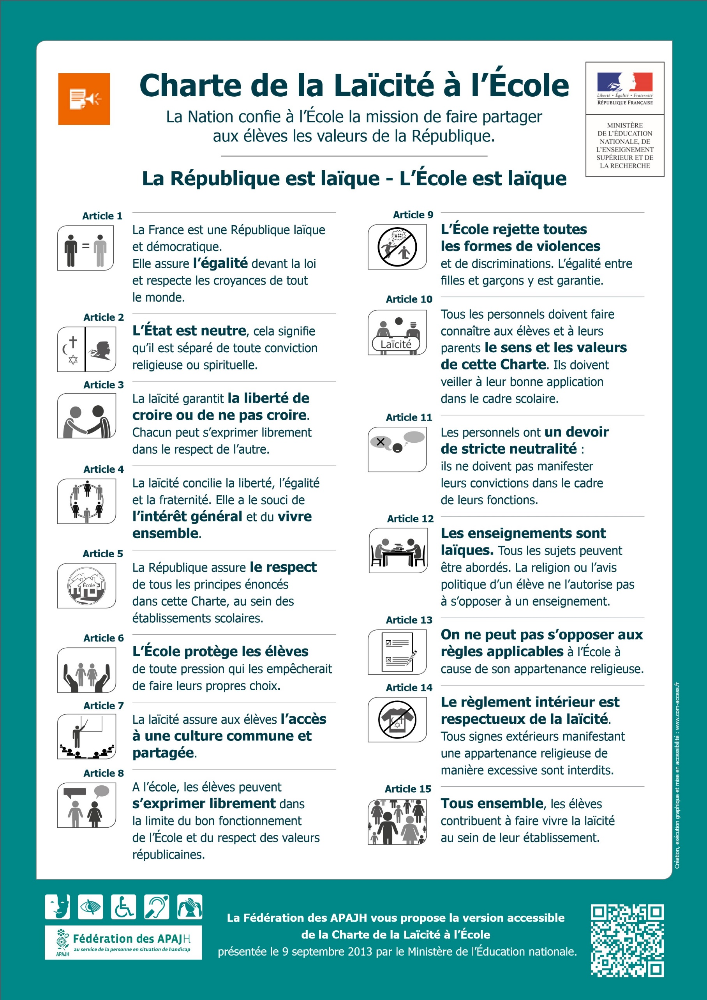 Charte de la Laïcité à l'École
La Nation confie à l'École la mission de faire partager
aux élèves les valeurs de la République.
La République est laïque - L'École est laïque
Liberté • Égalité • Fraternité
RÉPUBLIQUE FRANÇAISE
MINISTÈRE
DE L'ÉDUCATION
NATIONALE, DE
L'ENSEIGNEMENT
SUPÉRIEUR ET DE
LA RECHERCHE
Article 1
La France est une République laïque
et démocratique.
Elle assure l'égalité devant la loi
et respecte les croyances de tout
le monde.
Article 2
L'État est neutre, cela signifie
qu'il est séparé de toute conviction
religieuse ou spirituelle.
Article 3
La laïcité garantit la liberté de
croire ou de ne pas croire.
Chacun peut s'exprimer librement
dans le respect de l'autre.
Article 4
La laïcité concilie la liberté, l'égalité
et la fraternité. Elle a le souci de
l'intérêt général et du vivre
ensemble.
Article 5
École
La République assure le respect
de tous les principes énoncés
dans cette Charte, au sein des
établissements scolaires.
Article 6
L'École protège les élèves
de toute pression qui les empêcherait
de faire leurs propres choix.
Article 7
La laïcité assure aux élèves l'accès
à une culture commune et
partagée.
Article 8
A l'école, les élèves peuvent
s'exprimer librement dans
la limite du bon fonctionnement
de l'École et du respect des valeurs
républicaines.
Article 9
L'École rejette toutes
les formes de violences
et de discriminations. L'égalité entre
filles et garçons y est garantie.
Article 10
Laïcité
Tous les personnels doivent faire
connaître aux élèves et à leurs
parents le sens et les valeurs
de cette Charte. Ils doivent
veiller à leur bonne application
dans le cadre scolaire.
Article 11
Les personnels ont un devoir
de stricte neutralité :
ils ne doivent pas manifester
leurs convictions dans le cadre
de leurs fonctions.
Article 12
Les enseignements sont
laïques. Tous les sujets peuvent
être abordés. La religion ou l'avis
politique d'un élève ne l'autorise pas
à s'opposer à un enseignement.
Article 13
On ne peut pas s'opposer aux
règles applicables à l'École à
cause de son appartenance religieuse.
Article 14
Le règlement intérieur est
respectueux de la laïcité.
Tous signes extérieurs manifestant
une appartenance religieuse de
manière excessive sont interdits.
Article 15
Tous ensemble, les élèves
contribuent à faire vivre la laïcité
au sein de leur établissement.
Création, exécution graphique et mise en accessibilité : www.com-access.fr
APAJH
Fédération des APAJH
au service de la personne en situation de handicap
La Fédération des APAJH vous propose la version accessible
de la Charte de la Laïcité à l'École
présentée le 9 septembre 2013 par le Ministère de l'Éducation nationale.